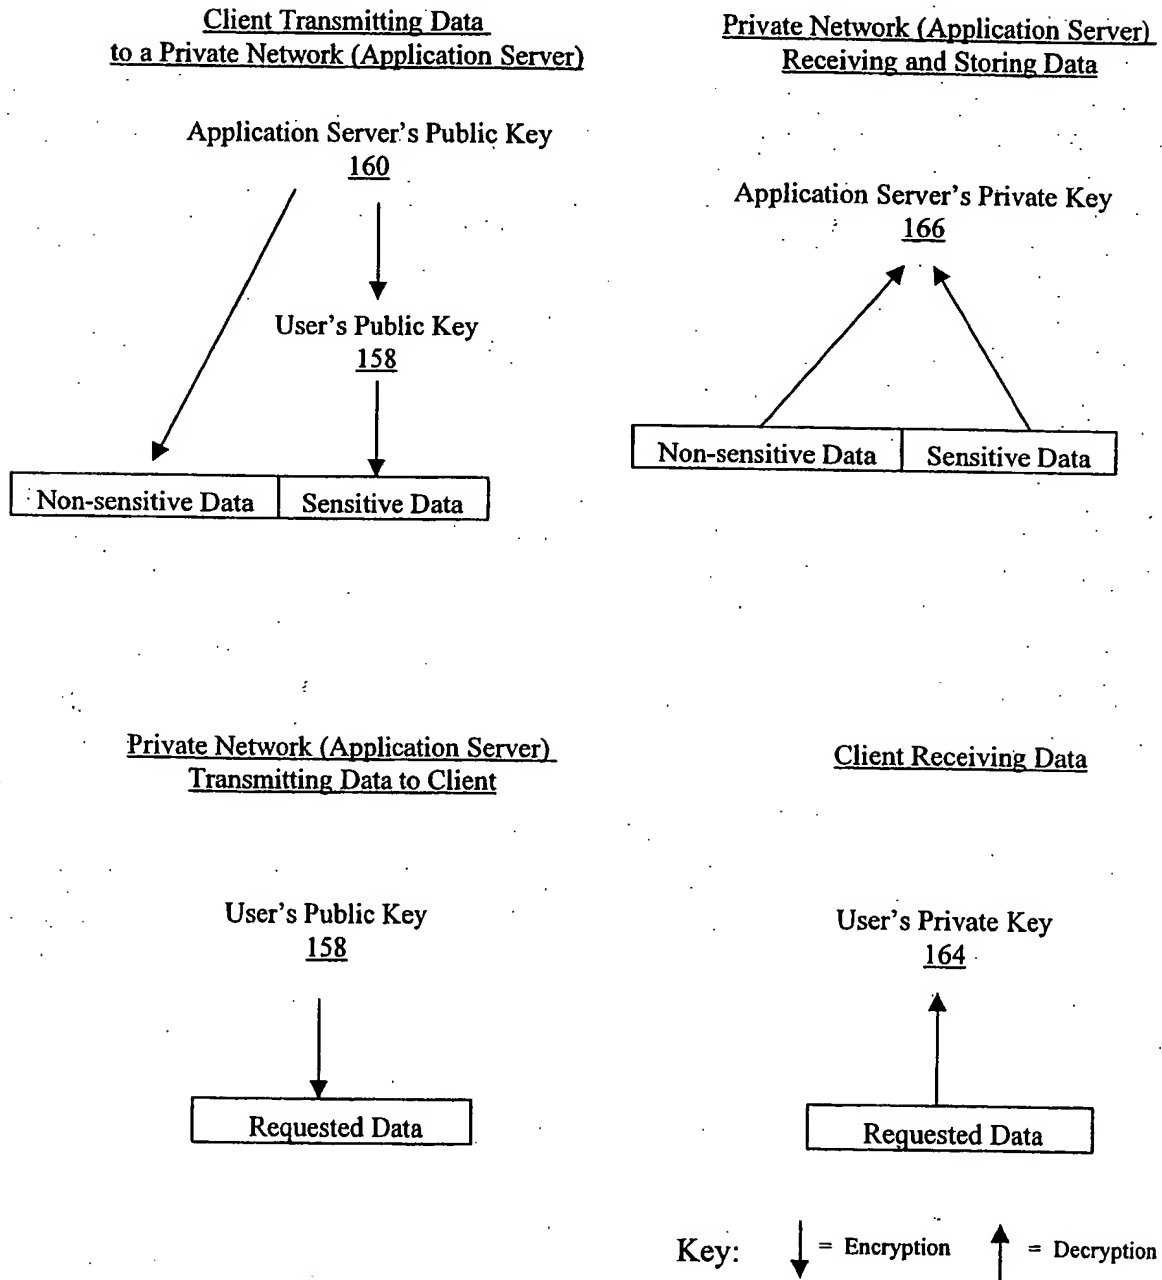 Client Transmitting Data
to a Private Network (Application Server)
Application Server's Public Key
160
User's Public Key
158
Non-sensitive Data
Sensitive Data
Private Network (Application Server)
Receiving and Storing Data
Application Server's Private Key
166
Non-sensitive Data
Sensitive Data
Private Network (Application Server)
Transmitting Data to Client
User's Public Key
158
Requested Data
Client Receiving Data
User's Private Key
164
Requested Data
Key:
= Encryption
= Decryption